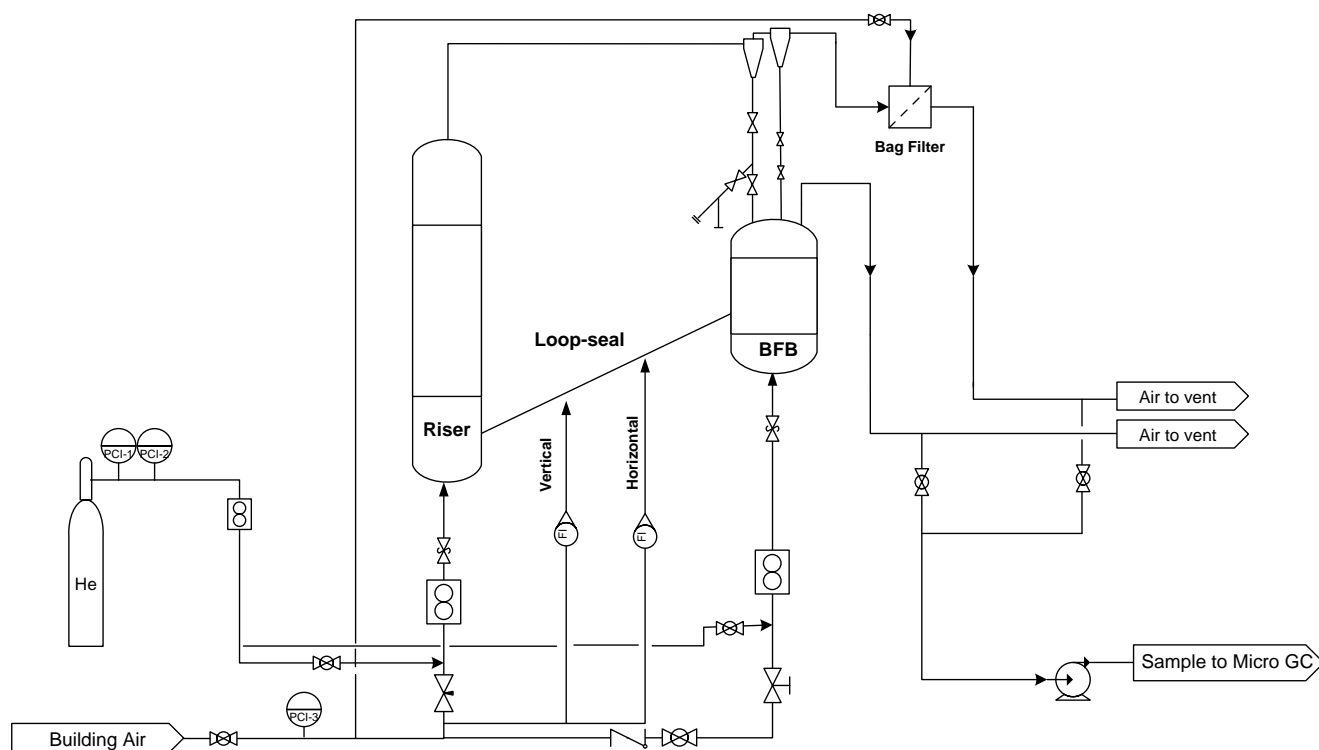 Bag Filter
Loop-seal
BFB
Riser
Air to vent
Air to vent
PCI-1
PCI-2
Vertical
Horizontal
FI
FI
He
Sample to Micro GC
PCI-3
Building Air